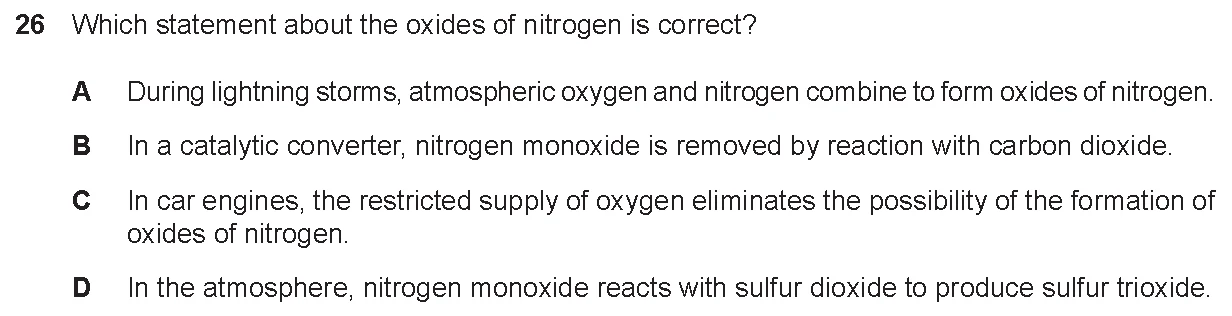 26 Which statement about the oxides of nitrogen is correct?
A During lightning storms, atmospheric oxygen and nitrogen combine to form oxides of nitrogen.
B In a catalytic converter, nitrogen monoxide is removed by reaction with carbon dioxide.
C In car engines, the restricted supply of oxygen eliminates the possibility of the formation of
oxides of nitrogen.
D In the atmosphere, nitrogen monoxide reacts with sulfur dioxide to produce sulfur trioxide.